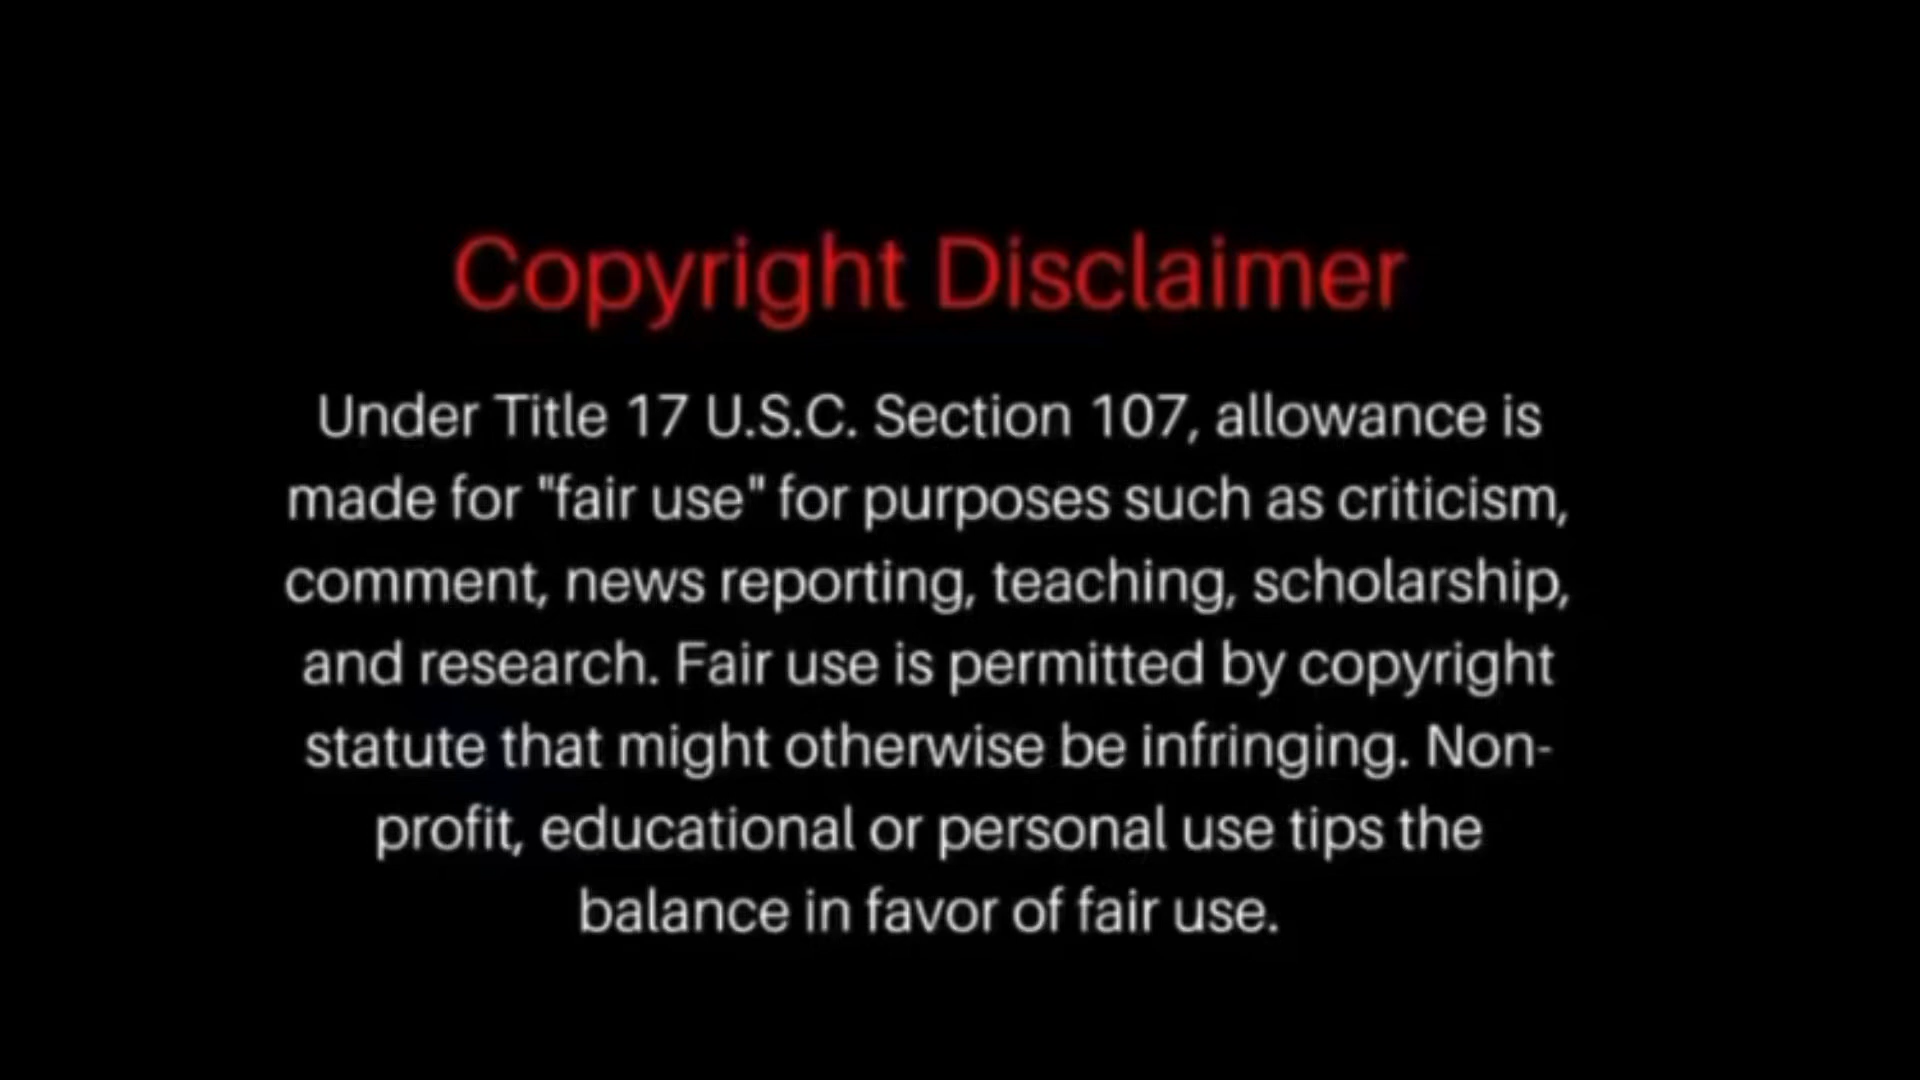 Copyright Disclaimer
Under Title 17 U.S.C. Section 107, allowance is
made for "fair use" for purposes such as criticism,
comment, news reporting, teaching, scholarship,
and research. Fair use is permitted by copyright
statute that might otherwise be infringing. Non-
profit, educational or personal use tips the
balance in favor of fair use.